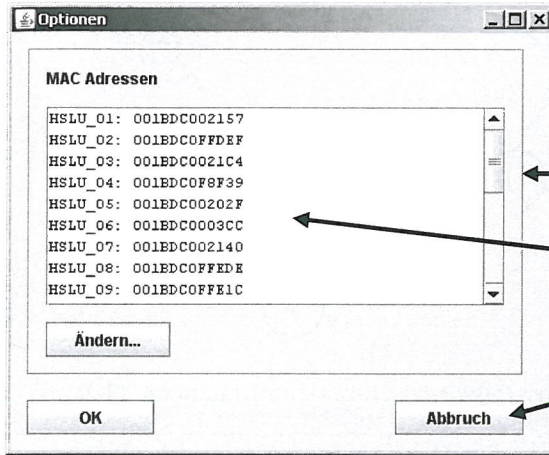 Optionen
MAC Adressen
HSLU_01: 001BDC002157
HSLU_02: 001BDC0FFDEF
HSLU_03: 001BDC0021C4
HSLU_04: 001BDC0F8F39
HSLU_05: 001BDC00202F
HSLU_06: 001BDC0003CC
HSLU_07: 001BDC002140
HSLU_08: 001BDC0FFEDE
HSLU_09: 001BDC0FFE1C
Ändern...
OK
Abbruch